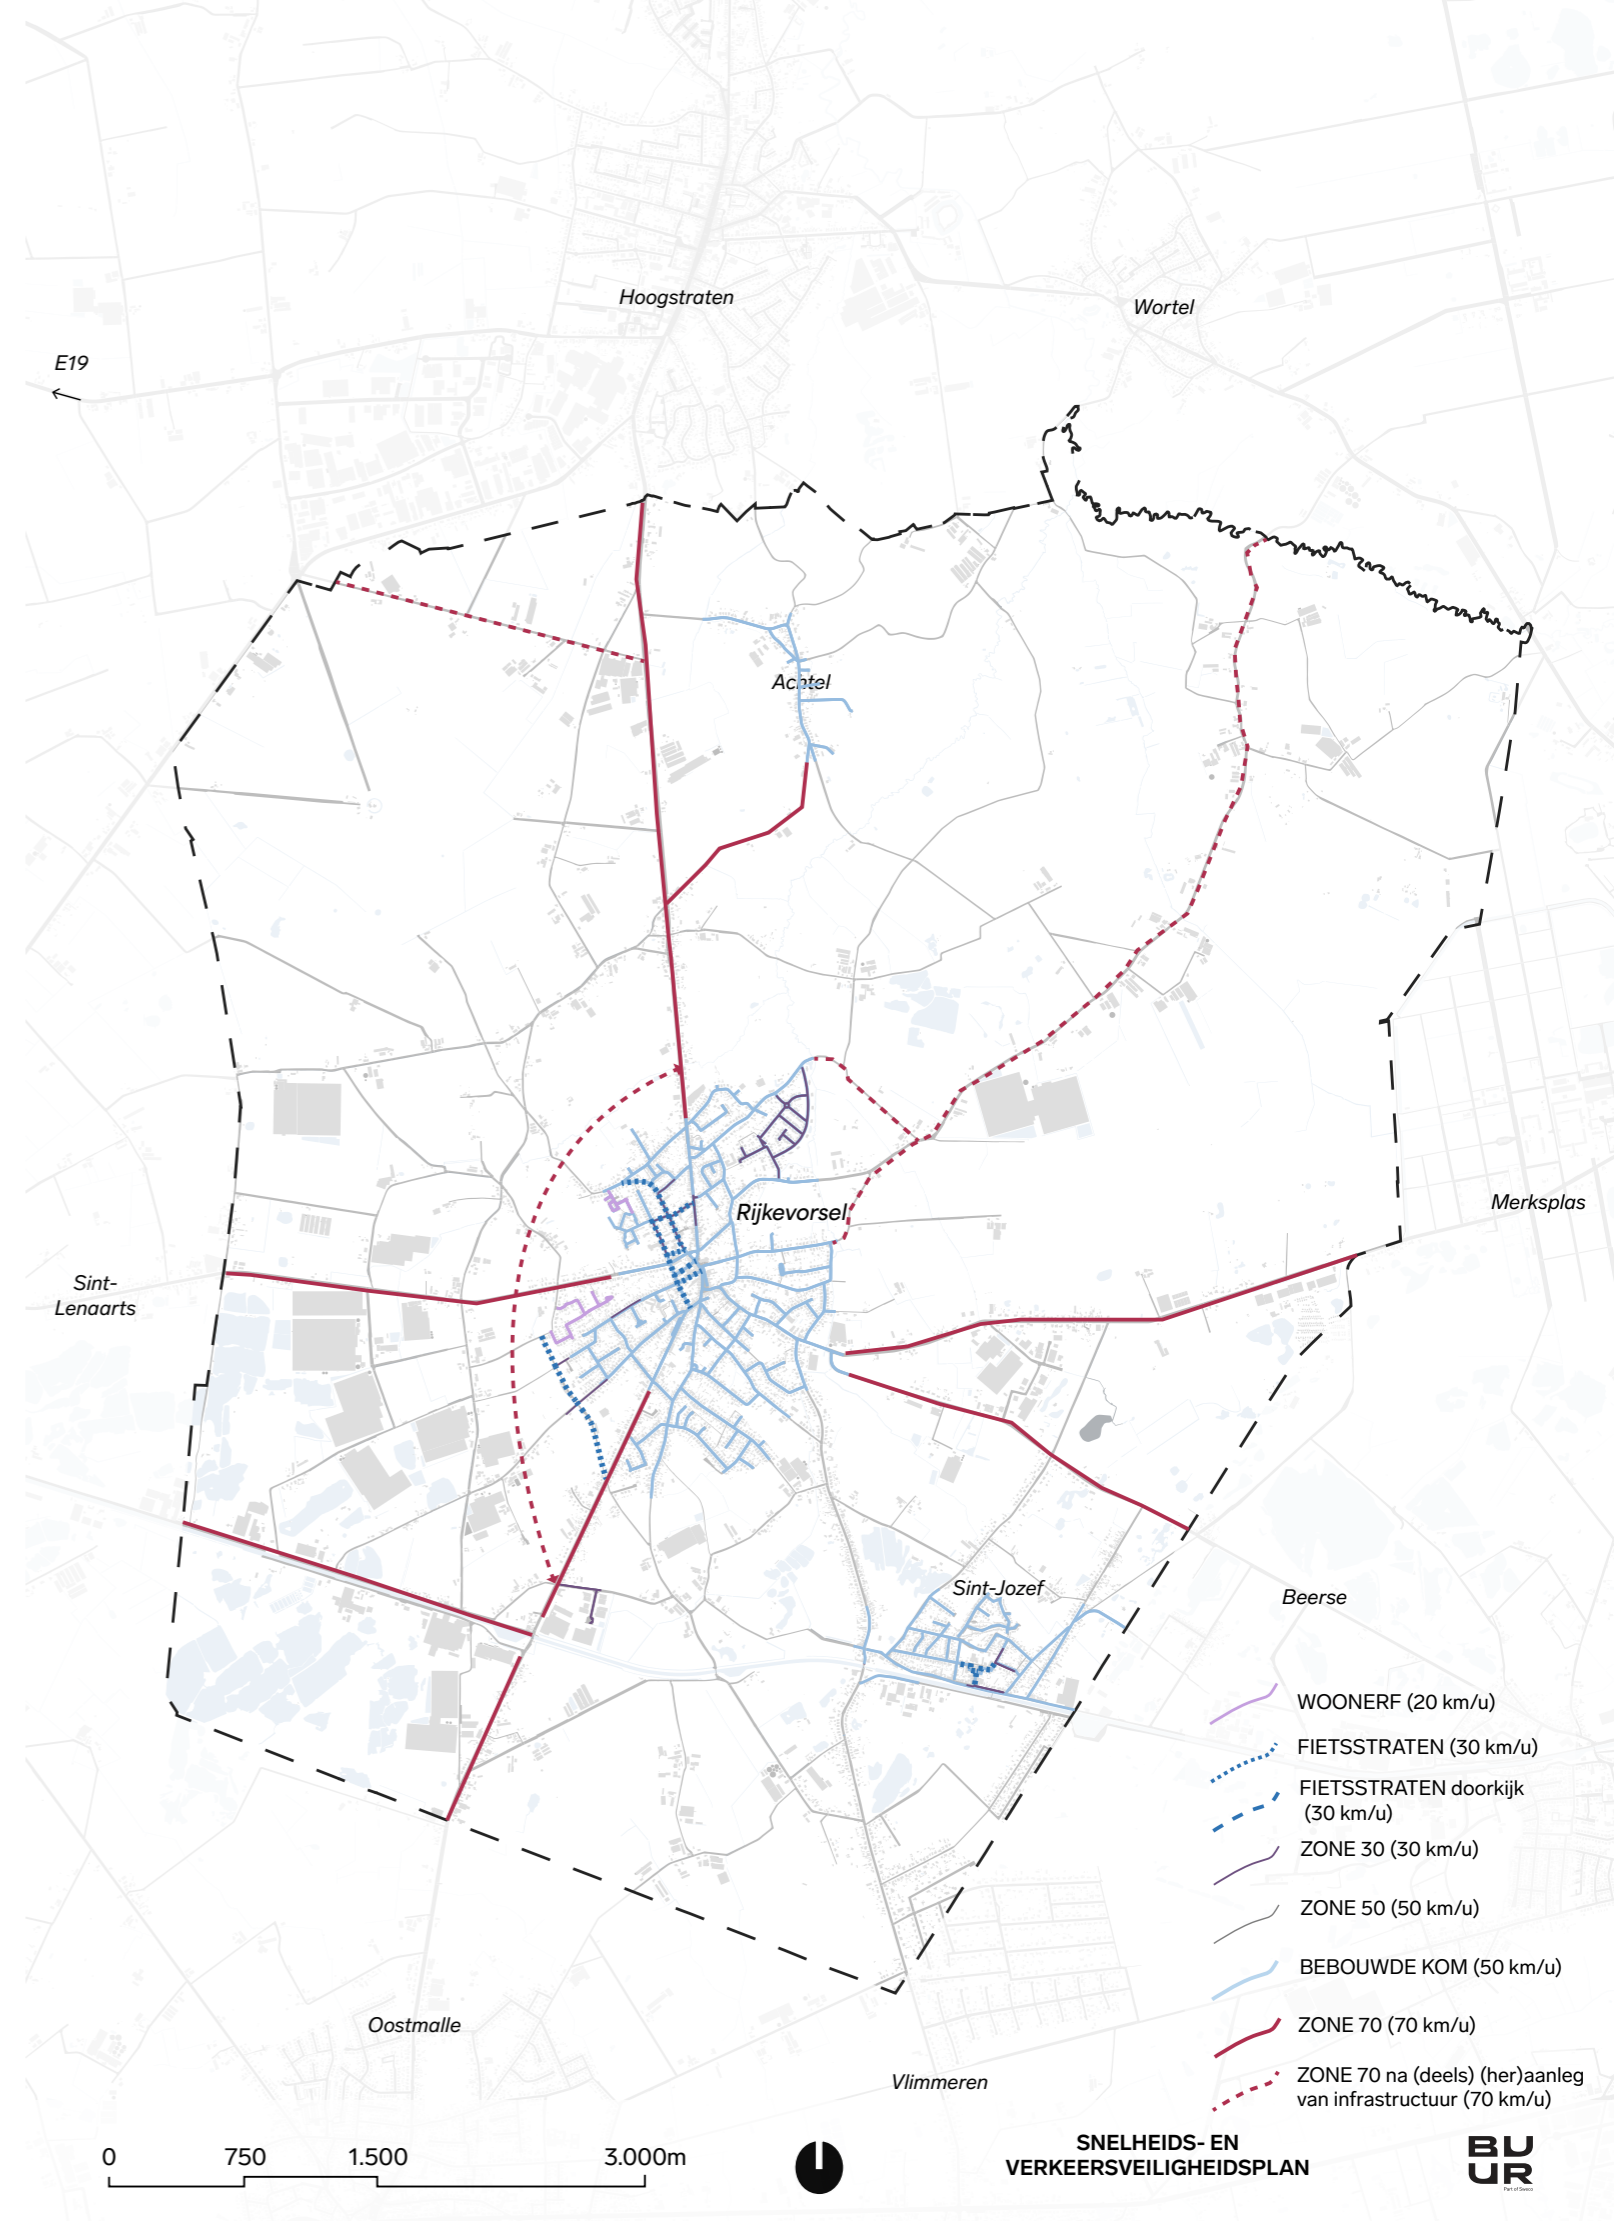 Hoogstraten
Wortel
E19
Achtel
Rijkevorsel
Merksplas
Sint-
Lenaarts
Sint-Jozef
Beerse
WOONERF (20 km/u)
FIETSSTRATEN (30 km/u)
FIETSSTRATEN doorkijk
(30 km/u)
ZONE 30 (30 km/u)
ZONE 50 (50 km/u)
BEBOUWDE KOM (50 km/u)
Oostmalle
ZONE 70 (70 km/u)
Vlimmeren
ZONE 70 na (deels) (her)aanleg
van infrastructuur (70 km/u)
0 750 1.500 3.000m
SNELHEIDS- EN
VERKEERSVEILIGHEIDSPLAN
BU
UR
Part of Sweco